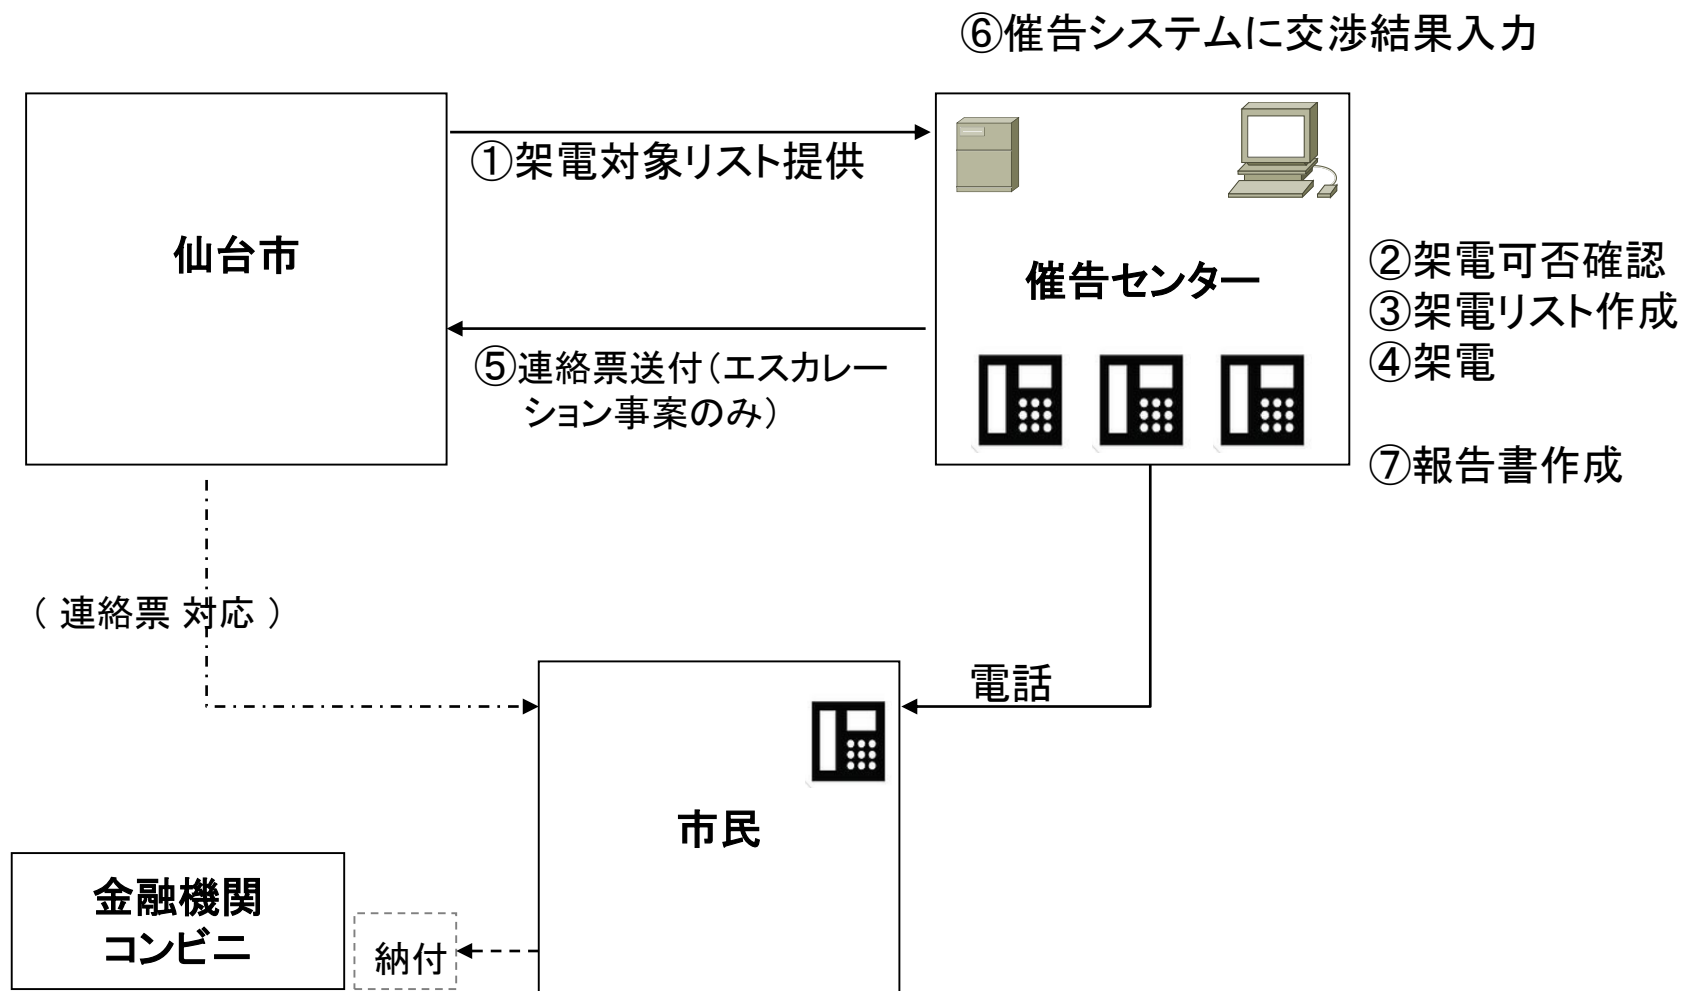 ⑥催告システムに交渉結果入力
①架電対象リスト提供
仙台市
催告センター
②架電可否確認
③架電リスト作成
④架電
⑤連絡票送付（エスカレー
ション事案のみ）
⑦報告書作成
（ 連絡票 対応 ）
電話
市民
金融機関
コンビニ
納付